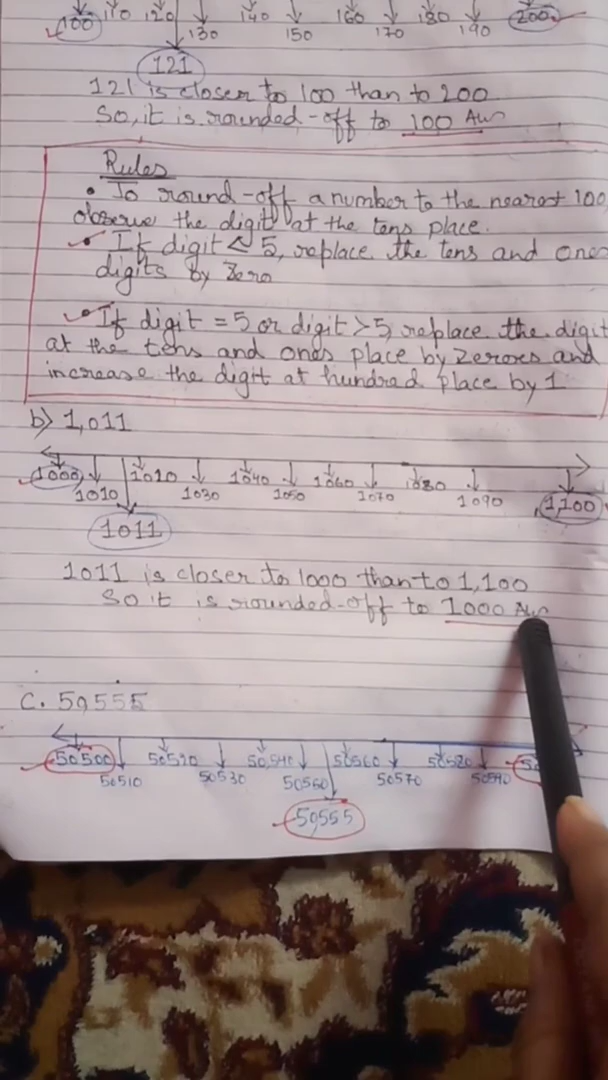 100 110 120 130 140 150 160 170 180 190 200
121
121 is closer to 100 than to 200
So, it is rounded-off to 100 Ans
Rules
• To round-off a number to the nearest 100
observe the digit at the tens place.
• If digit < 5, replace the tens and ones
digits by zero
• If digit = 5 or digit > 5, replace the digit
at the tens and ones place by zeroes and
increase the digit at hundred place by 1
b) 1,011
1000 1010 1020 1030 1040 1050 1060 1070 1080 1090 1,100
1011
1011 is closer to 1000 than to 1,100
So it is rounded-off to 1000 Ans
C. 50555
50500 50510 50520 50530 50540 50560 50560 50570 50580 50590
50555